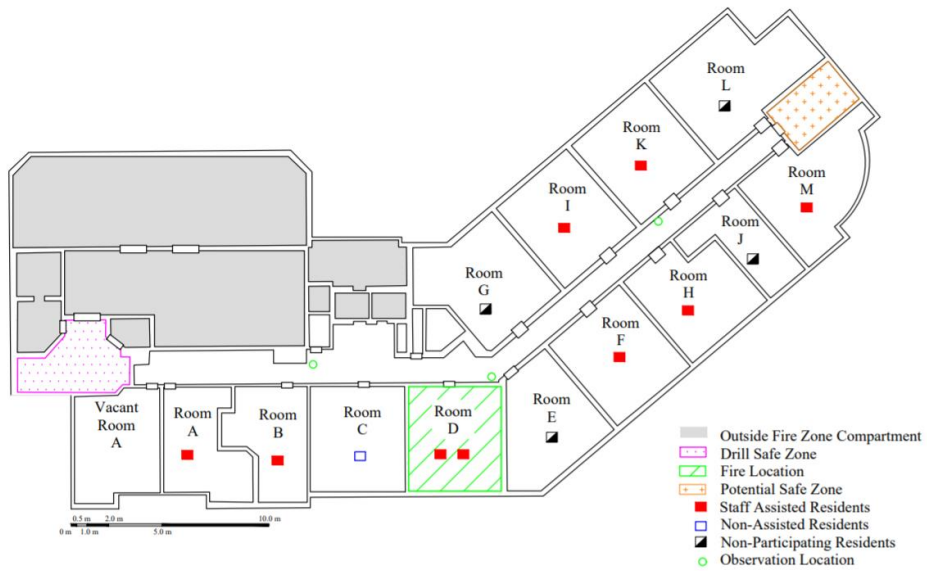 Room
L
Room
K
Room
M
Room
I
Room
J
Room
G
Room
H
Room
F
Room
E
Vacant
Room
A
Room
A
Room
B
Room
C
Room
D
Outside Fire Zone Compartment
Drill Safe Zone
Fire Location
Potential Safe Zone
Staff Assisted Residents
Non-Assisted Residents
Non-Participating Residents
Observation Location
0.5 m 2.0 m 10.0 m
0 m 1.0 m 5.0 m